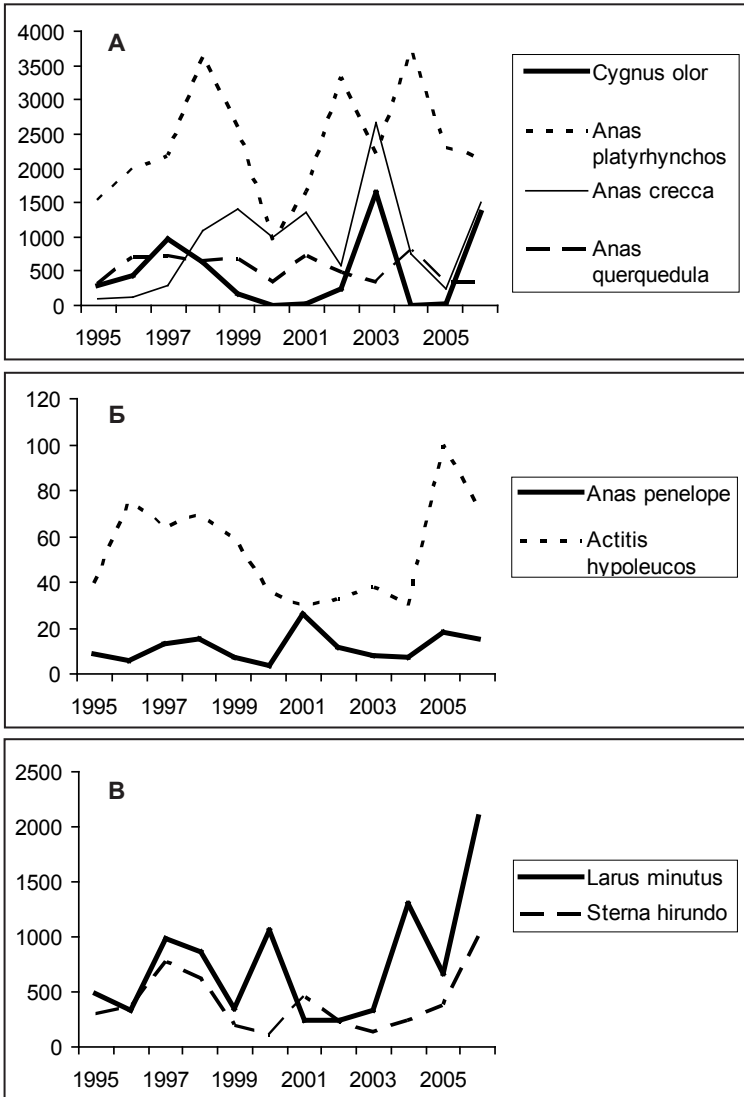 А
4000
3500
3000
2500
2000
1500
1000
500
0
1995 1997 1999 2001 2003 2005
Cygnus olor
Anas
platyrhynchos
Anas crecca
Anas
querquedula
Б
120
100
80
60
40
20
0
1995 1997 1999 2001 2003 2005
Anas penelope
Actitis
hypoleucos
В
2500
2000
1500
1000
500
0
1995 1997 1999 2001 2003 2005
Larus minutus
Sterna hirundo